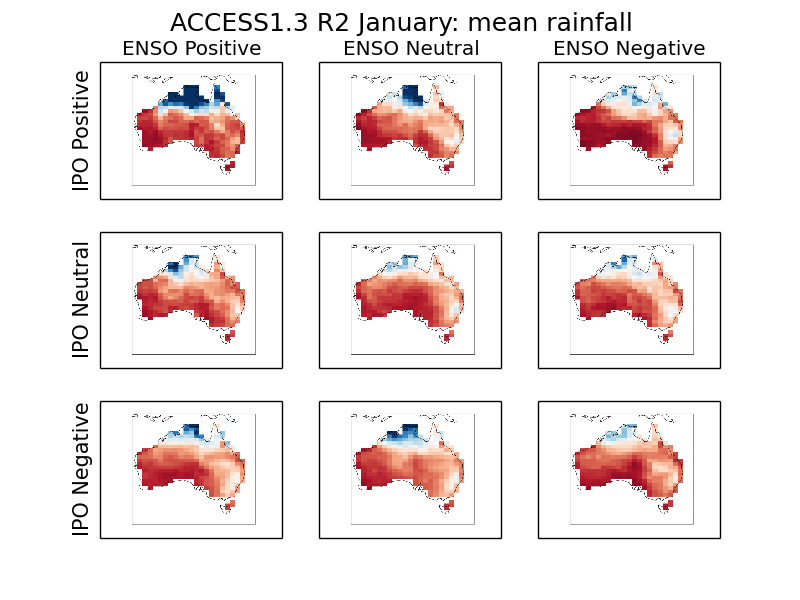 ACCESS1.3 R2 January: mean rainfall
ENSO Positive
ENSO Neutral
ENSO Negative
IPO Positive
IPO Neutral
IPO Negative